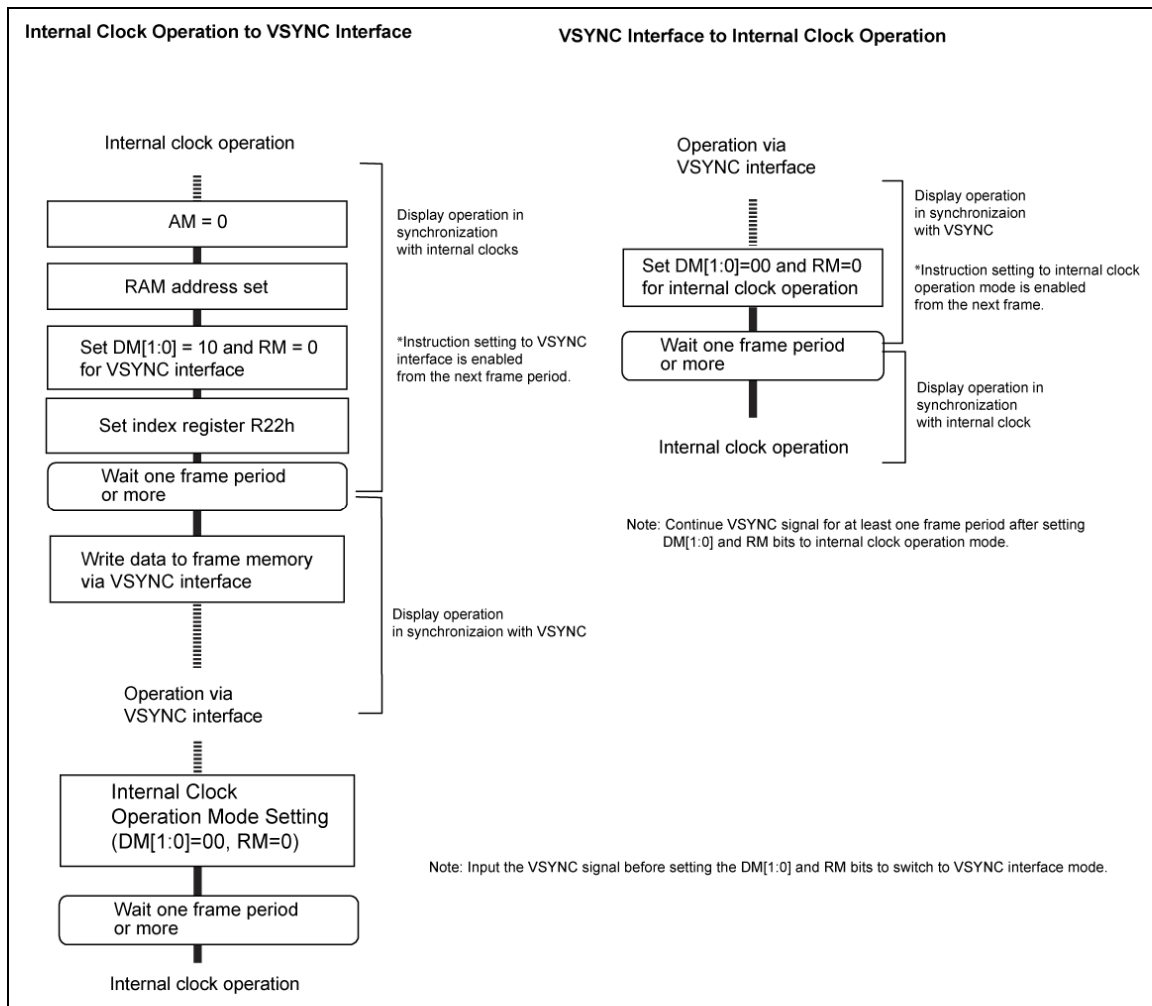 Internal Clock Operation to VSYNC Interface
Internal clock operation
AM = 0
RAM address set
Set DM[1:0] = 10 and RM = 0
for VSYNC interface
Set index register R22h
Wait one frame period
or more
Write data to frame memory
via VSYNC interface
Operation via
VSYNC interface
Internal Clock
Operation Mode Setting
(DM[1:0]=00, RM=0)
Wait one frame period
or more
Internal clock operation
Display operation in
synchronization
with internal clocks
*Instruction setting to VSYNC
interface is enabled
from the next frame period.
Display operation
in synchronizaion with VSYNC
VSYNC Interface to Internal Clock Operation
Operation via
VSYNC interface
Set DM[1:0]=00 and RM=0
for internal clock operation
Wait one frame period
or more
Internal clock operation
Display operation
in synchronizaion
with VSYNC
*Instruction setting to internal clock
operation mode is enabled
from the next frame.
Display operation in
synchronization
with internal clock
Note: Continue VSYNC signal for at least one frame period after setting
DM[1:0] and RM bits to internal clock operation mode.
Note: Input the VSYNC signal before setting the DM[1:0] and RM bits to switch to VSYNC interface mode.